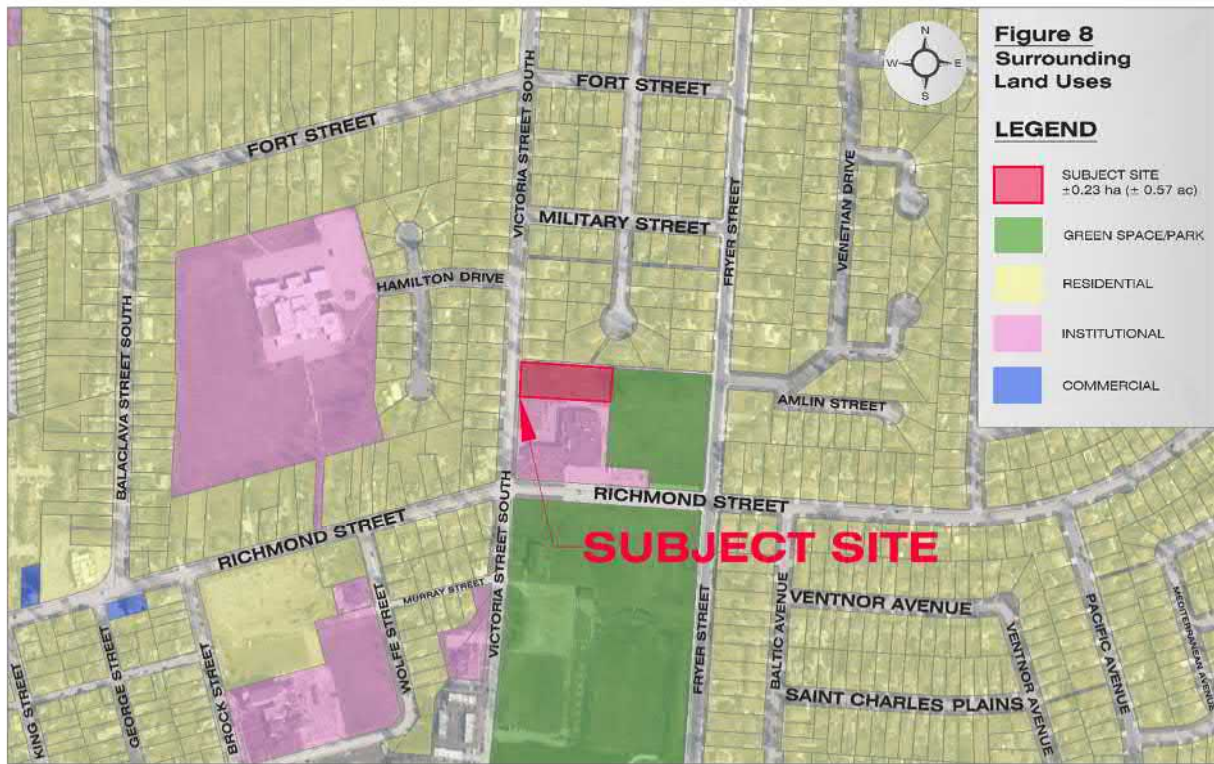 Figure 8
Surrounding
Land Uses
LEGEND
SUBJECT SITE
±0.23 ha (± 0.57 ac)
GREEN SPACE/PARK
RESIDENTIAL
INSTITUTIONAL
COMMERCIAL
N
W
E
S
FORT STREET
FORT STREET
VICTORIA STREET SOUTH
MILITARY STREET
FRYER STREET
VENETIAN DRIVE
HAMILTON DRIVE
BALACLAVA STREET SOUTH
AMLIN STREET
RICHMOND STREET
RICHMOND STREET
SUBJECT SITE
VICTORIA STREET SOUTH
MURRAY STREET
WOLFE STREET
FRYER STREET
BALTIC AVENUE
VENTNOR AVENUE
VENTNOR AVENUE
PACIFIC AVENUE
MEDITERRANEAN AVENUE
SAINT CHARLES PLAINS
KING STREET
GEORGE STREET
BROCK STREET